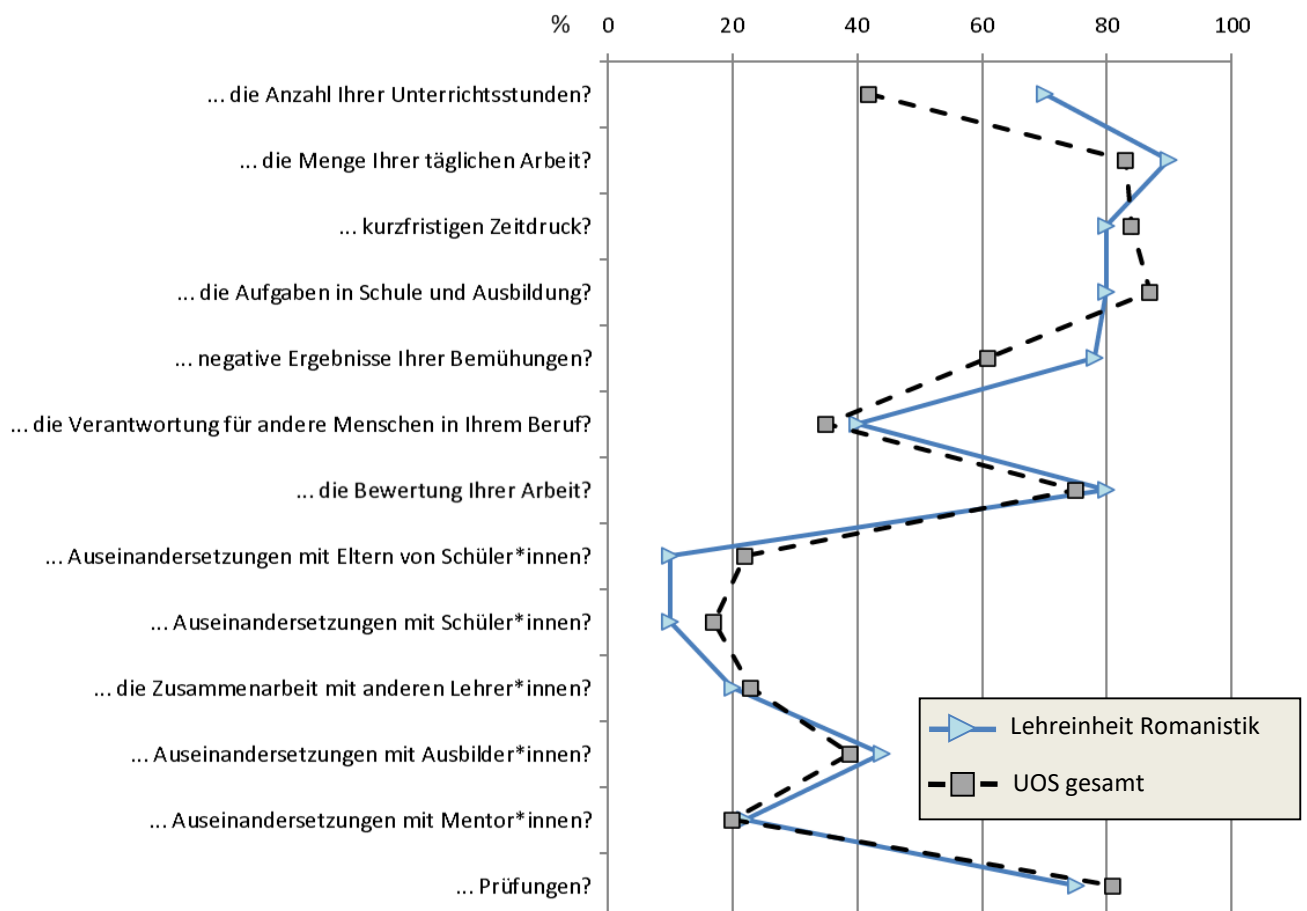 % 0 20 40 60 80 100
... die Anzahl Ihrer Unterrichtsstunden?
... die Menge Ihrer täglichen Arbeit?
... kurzfristigen Zeitdruck?
... die Aufgaben in Schule und Ausbildung?
... negative Ergebnisse Ihrer Bemühungen?
... die Verantwortung für andere Menschen in Ihrem Beruf?
... die Bewertung Ihrer Arbeit?
... Auseinandersetzungen mit Eltern von Schüler*innen?
... Auseinandersetzungen mit Schüler*innen?
... die Zusammenarbeit mit anderen Lehrer*innen?
... Auseinandersetzungen mit Ausbilder*innen?
... Auseinandersetzungen mit Mentor*innen?
... Prüfungen?
Lehreinheit Romanistik
UOS gesamt